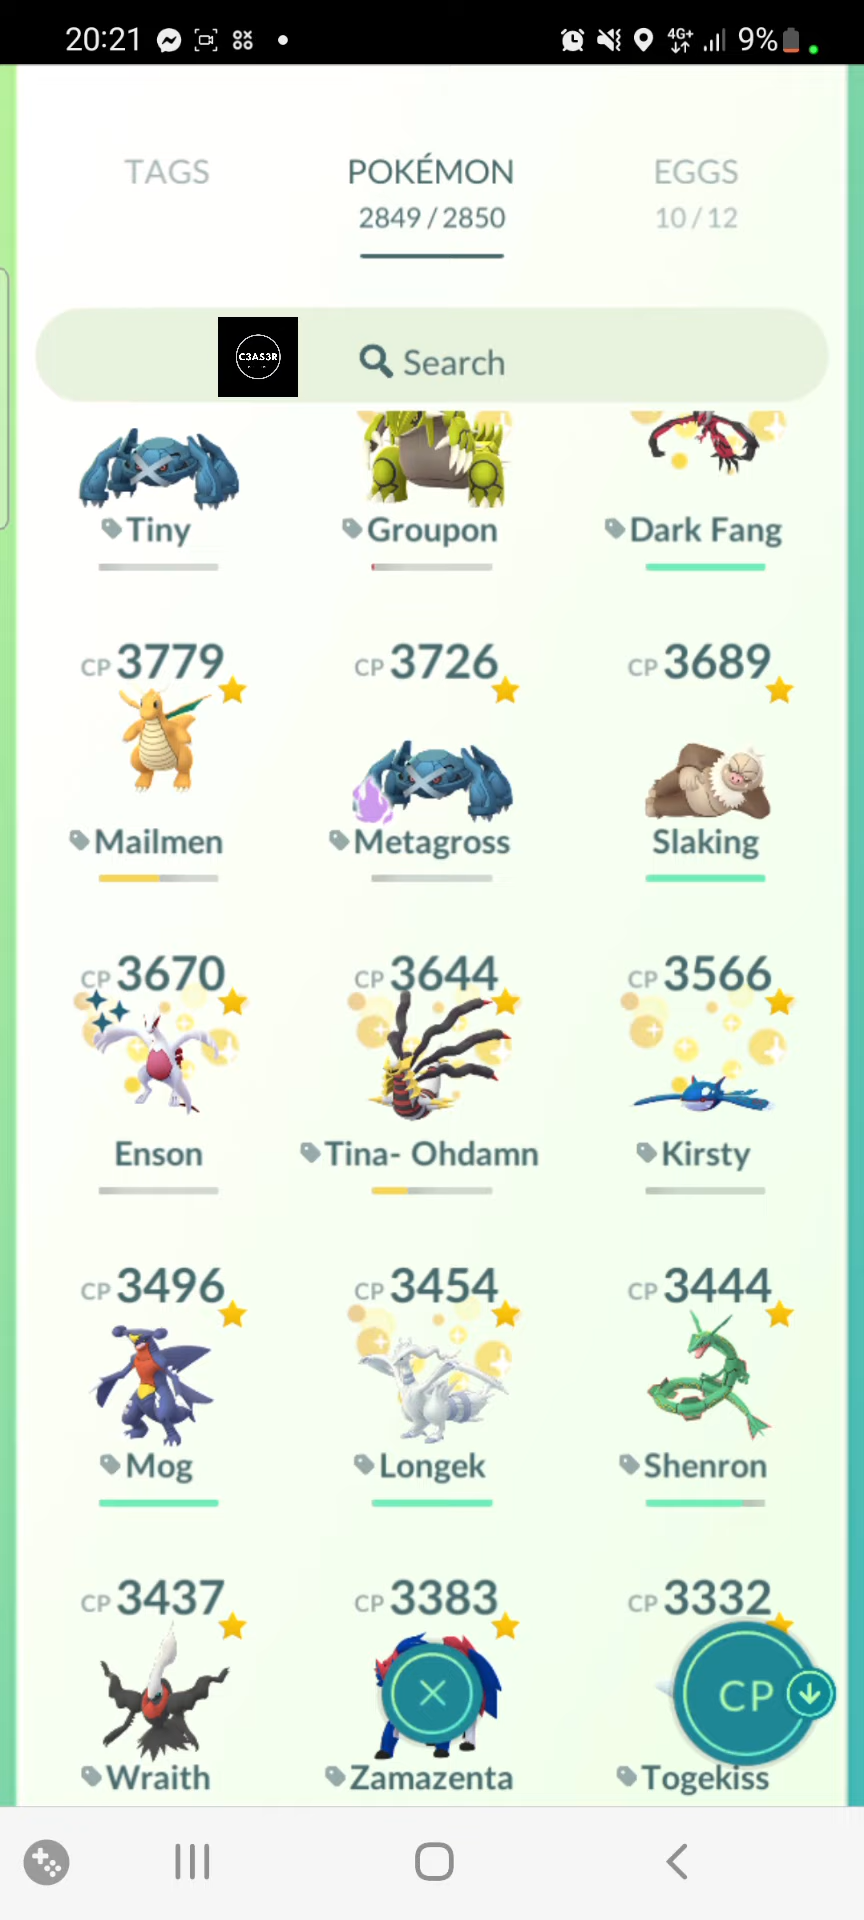 20:21 4G+ 9%
TAGS POKÉMON EGGS
2849 / 2850 10 / 12
C3AS3R Search
Tiny Groupon Dark Fang
CP 3779 CP 3726 CP 3689
Mailmen Metagross Slaking
CP 3670 CP 3644 CP 3566
Enson Tina- Ohdamn Kirsty
CP 3496 CP 3454 CP 3444
Mog Longek Shenron
CP 3437 CP 3383 CP 3332
CP
Wraith Zamazenta Togekiss